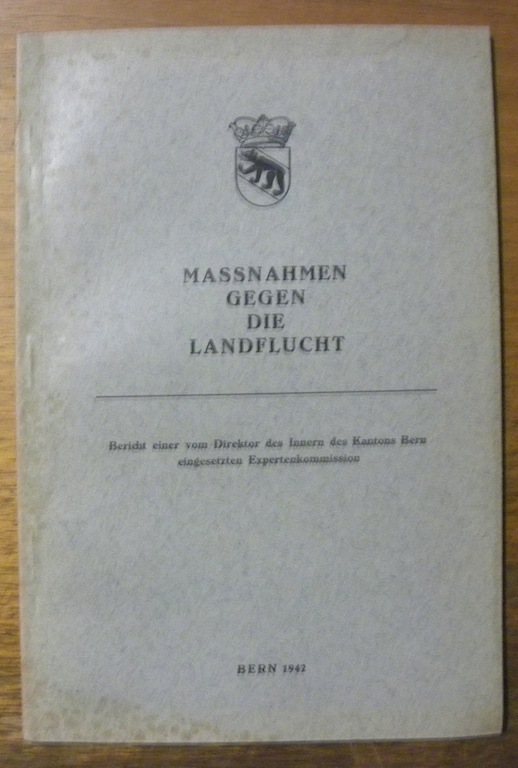 MASSNAHMEN
GEGEN
DIE
LANDFLUCHT
Bericht einer vom Direktor des Innern des Kantons Bern
eingesetzten Expertenkommission
BERN 1942